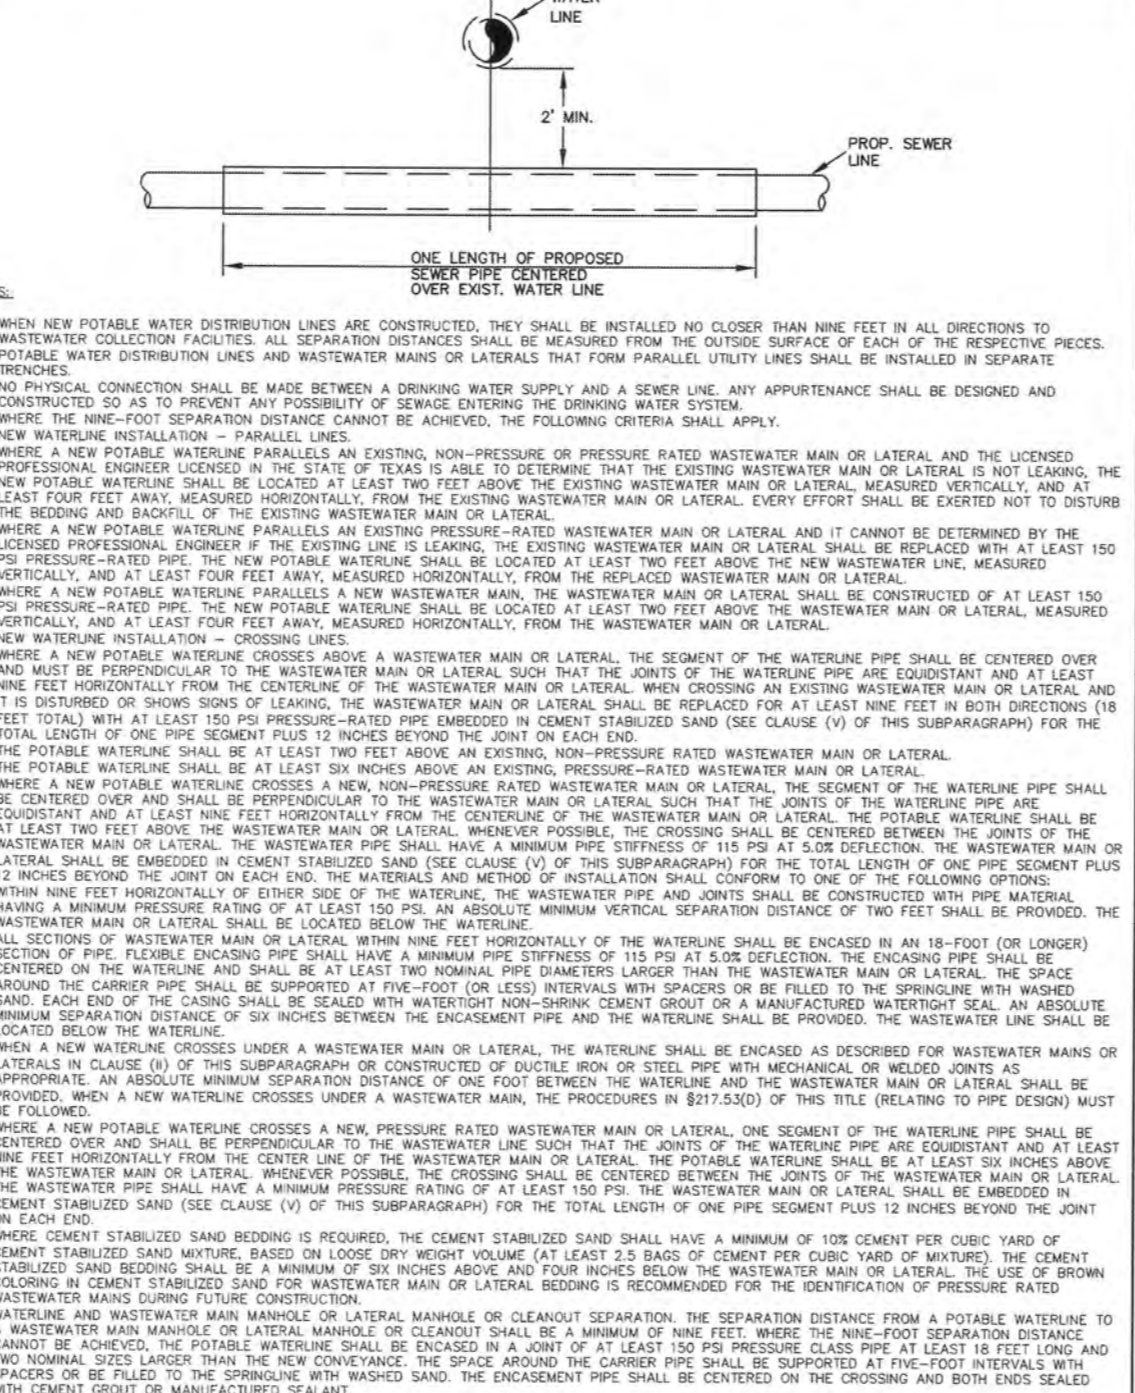 LINE
2' MIN.
PROP. SEWER
LINE
ONE LENGTH OF PROPOSED
SEWER PIPE CENTERED
OVER EXIST. WATER LINE
S:
WHEN NEW POTABLE WATER DISTRIBUTION LINES ARE CONSTRUCTED, THEY SHALL BE INSTALLED NO CLOSER THAN NINE FEET IN ALL DIRECTIONS TO
WASTEWATER COLLECTION FACILITIES. ALL SEPARATION DISTANCES SHALL BE MEASURED FROM THE OUTSIDE SURFACE OF EACH OF THE RESPECTIVE PIECES.
POTABLE WATER DISTRIBUTION LINES AND WASTEWATER MAINS OR LATERALS THAT FORM PARALLEL UTILITY LINES SHALL BE INSTALLED IN SEPARATE
TRENCHES.
NO PHYSICAL CONNECTION SHALL BE MADE BETWEEN A DRINKING WATER SUPPLY AND A SEWER LINE. ANY APPURTENANCE SHALL BE DESIGNED AND
CONSTRUCTED SO AS TO PREVENT ANY POSSIBILITY OF SEWAGE ENTERING THE DRINKING WATER SYSTEM.
WHERE THE NINE-FOOT SEPARATION DISTANCE CANNOT BE ACHIEVED, THE FOLLOWING CRITERIA SHALL APPLY.
NEW WATERLINE INSTALLATION - PARALLEL LINES.
WHERE A NEW POTABLE WATERLINE PARALLELS AN EXISTING, NON-PRESSURE OR PRESSURE RATED WASTEWATER MAIN OR LATERAL AND THE LICENSED
PROFESSIONAL ENGINEER LICENSED IN THE STATE OF TEXAS IS ABLE TO DETERMINE THAT THE EXISTING WASTEWATER MAIN OR LATERAL IS NOT LEAKING, THE
NEW POTABLE WATERLINE SHALL BE LOCATED AT LEAST TWO FEET ABOVE THE EXISTING WASTEWATER MAIN OR LATERAL, MEASURED VERTICALLY, AND AT
LEAST FOUR FEET AWAY, MEASURED HORIZONTALLY, FROM THE EXISTING WASTEWATER MAIN OR LATERAL. EVERY EFFORT SHALL BE EXERTED NOT TO DISTURB
THE BEDDING AND BACKFILL OF THE EXISTING WASTEWATER MAIN OR LATERAL.
WHERE A NEW POTABLE WATERLINE PARALLELS AN EXISTING PRESSURE-RATED WASTEWATER MAIN OR LATERAL AND IT CANNOT BE DETERMINED BY THE
LICENSED PROFESSIONAL ENGINEER IF THE EXISTING LINE IS LEAKING, THE EXISTING WASTEWATER MAIN OR LATERAL SHALL BE REPLACED WITH AT LEAST 150
PSI PRESSURE-RATED PIPE. THE NEW POTABLE WATERLINE SHALL BE LOCATED AT LEAST TWO FEET ABOVE THE NEW WASTEWATER LINE, MEASURED
VERTICALLY, AND AT LEAST FOUR FEET AWAY, MEASURED HORIZONTALLY, FROM THE REPLACED WASTEWATER MAIN OR LATERAL.
WHERE A NEW POTABLE WATERLINE PARALLELS A NEW WASTEWATER MAIN, THE WASTEWATER MAIN OR LATERAL SHALL BE CONSTRUCTED OF AT LEAST 150
PSI PRESSURE-RATED PIPE. THE NEW POTABLE WATERLINE SHALL BE LOCATED AT LEAST TWO FEET ABOVE THE WASTEWATER MAIN OR LATERAL, MEASURED
VERTICALLY, AND AT LEAST FOUR FEET AWAY, MEASURED HORIZONTALLY, FROM THE WASTEWATER MAIN OR LATERAL.
NEW WATERLINE INSTALLATION - CROSSING LINES.
WHERE A NEW POTABLE WATERLINE CROSSES ABOVE A WASTEWATER MAIN OR LATERAL, THE SEGMENT OF THE WATERLINE PIPE SHALL BE CENTERED OVER
AND MUST BE PERPENDICULAR TO THE WASTEWATER MAIN OR LATERAL SUCH THAT THE JOINTS OF THE WATERLINE PIPE ARE EQUIDISTANT AND AT LEAST
NINE FEET HORIZONTALLY FROM THE CENTERLINE OF THE WASTEWATER MAIN OR LATERAL. WHEN CROSSING AN EXISTING WASTEWATER MAIN OR LATERAL AND
IT IS DISTURBED OR SHOWS SIGNS OF LEAKING, THE WASTEWATER MAIN OR LATERAL SHALL BE REPLACED FOR AT LEAST NINE FEET IN BOTH DIRECTIONS (18
FEET TOTAL) WITH AT LEAST 150 PSI PRESSURE-RATED PIPE EMBEDDED IN CEMENT STABILIZED SAND (SEE CLAUSE (V) OF THIS SUBPARAGRAPH) FOR THE
TOTAL LENGTH OF ONE PIPE SEGMENT PLUS 12 INCHES BEYOND THE JOINT ON EACH END.
THE POTABLE WATERLINE SHALL BE AT LEAST TWO FEET ABOVE AN EXISTING, NON-PRESSURE RATED WASTEWATER MAIN OR LATERAL.
THE POTABLE WATERLINE SHALL BE AT LEAST SIX INCHES ABOVE AN EXISTING, PRESSURE-RATED WASTEWATER MAIN OR LATERAL.
WHERE A NEW POTABLE WATERLINE CROSSES A NEW, NON-PRESSURE RATED WASTEWATER MAIN OR LATERAL, THE SEGMENT OF THE WATERLINE PIPE SHALL
BE CENTERED OVER AND SHALL BE PERPENDICULAR TO THE WASTEWATER MAIN OR LATERAL SUCH THAT THE JOINTS OF THE WATERLINE PIPE ARE
EQUIDISTANT AND AT LEAST NINE FEET HORIZONTALLY FROM THE CENTERLINE OF THE WASTEWATER MAIN OR LATERAL. THE POTABLE WATERLINE SHALL BE
AT LEAST TWO FEET ABOVE THE WASTEWATER MAIN OR LATERAL. WHENEVER POSSIBLE, THE CROSSING SHALL BE CENTERED BETWEEN THE JOINTS OF THE
WASTEWATER MAIN OR LATERAL. THE WASTEWATER PIPE SHALL HAVE A MINIMUM PIPE STIFFNESS OF 115 PSI AT 5.0% DEFLECTION. THE WASTEWATER MAIN OR
LATERAL SHALL BE EMBEDDED IN CEMENT STABILIZED SAND (SEE CLAUSE (V) OF THIS SUBPARAGRAPH) FOR THE TOTAL LENGTH OF ONE PIPE SEGMENT PLUS
12 INCHES BEYOND THE JOINT ON EACH END. THE MATERIALS AND METHOD OF INSTALLATION SHALL CONFORM TO ONE OF THE FOLLOWING OPTIONS:
WITHIN NINE FEET HORIZONTALLY OF EITHER SIDE OF THE WATERLINE, THE WASTEWATER PIPE AND JOINTS SHALL BE CONSTRUCTED WITH PIPE MATERIAL
HAVING A MINIMUM PRESSURE RATING OF AT LEAST 150 PSI. AN ABSOLUTE MINIMUM VERTICAL SEPARATION DISTANCE OF TWO FEET SHALL BE PROVIDED. THE
WASTEWATER MAIN OR LATERAL SHALL BE LOCATED BELOW THE WATERLINE.
ALL SECTIONS OF WASTEWATER MAIN OR LATERAL WITHIN NINE FEET HORIZONTALLY OF THE WATERLINE SHALL BE ENCASED IN AN 18-FOOT (OR LONGER)
SECTION OF PIPE. FLEXIBLE ENCASING PIPE SHALL HAVE A MINIMUM PIPE STIFFNESS OF 115 PSI AT 5.0% DEFLECTION. THE ENCASING PIPE SHALL BE
CENTERED ON THE WATERLINE AND SHALL BE AT LEAST TWO NOMINAL PIPE DIAMETERS LARGER THAN THE WASTEWATER MAIN OR LATERAL. THE SPACE
AROUND THE CARRIER PIPE SHALL BE SUPPORTED AT FIVE-FOOT (OR LESS) INTERVALS WITH SPACERS OR BE FILLED TO THE SPRINGLINE WITH WASHED
SAND. EACH END OF THE CASING SHALL BE SEALED WITH WATERTIGHT NON-SHRINK CEMENT GROUT OR A MANUFACTURED WATERTIGHT SEAL. AN ABSOLUTE
MINIMUM SEPARATION DISTANCE OF SIX INCHES BETWEEN THE ENCASEMENT PIPE AND THE WATERLINE SHALL BE PROVIDED. THE WASTEWATER LINE SHALL BE
LOCATED BELOW THE WATERLINE.
WHEN A NEW WATERLINE CROSSES UNDER A WASTEWATER MAIN OR LATERAL, THE WATERLINE SHALL BE ENCASED AS DESCRIBED FOR WASTEWATER MAINS OR
LATERALS IN CLAUSE (II) OF THIS SUBPARAGRAPH OR CONSTRUCTED OF DUCTILE IRON OR STEEL PIPE WITH MECHANICAL OR WELDED JOINTS AS
APPROPRIATE. AN ABSOLUTE MINIMUM SEPARATION DISTANCE OF ONE FOOT BETWEEN THE WATERLINE AND THE WASTEWATER MAIN OR LATERAL SHALL BE
PROVIDED. WHEN A NEW WATERLINE CROSSES UNDER A WASTEWATER MAIN, THE PROCEDURES IN §217.53(D) OF THIS TITLE (RELATING TO PIPE DESIGN) MUST
BE FOLLOWED.
WHERE A NEW POTABLE WATERLINE CROSSES A NEW, PRESSURE RATED WASTEWATER MAIN OR LATERAL, ONE SEGMENT OF THE WATERLINE PIPE SHALL BE
CENTERED OVER AND SHALL BE PERPENDICULAR TO THE WASTEWATER LINE SUCH THAT THE JOINTS OF THE WATERLINE PIPE ARE EQUIDISTANT AND AT LEAST
NINE FEET HORIZONTALLY FROM THE CENTER LINE OF THE WASTEWATER MAIN OR LATERAL. THE POTABLE WATERLINE SHALL BE AT LEAST SIX INCHES ABOVE
THE WASTEWATER MAIN OR LATERAL. WHENEVER POSSIBLE, THE CROSSING SHALL BE CENTERED BETWEEN THE JOINTS OF THE WASTEWATER MAIN OR LATERAL.
THE WASTEWATER PIPE SHALL HAVE A MINIMUM PRESSURE RATING OF AT LEAST 150 PSI. THE WASTEWATER MAIN OR LATERAL SHALL BE EMBEDDED IN
CEMENT STABILIZED SAND (SEE CLAUSE (V) OF THIS SUBPARAGRAPH) FOR THE TOTAL LENGTH OF ONE PIPE SEGMENT PLUS 12 INCHES BEYOND THE JOINT
ON EACH END.
WHERE CEMENT STABILIZED SAND BEDDING IS REQUIRED, THE CEMENT STABILIZED SAND SHALL HAVE A MINIMUM OF 10% CEMENT PER CUBIC YARD OF
CEMENT STABILIZED SAND MIXTURE, BASED ON LOOSE DRY WEIGHT VOLUME (AT LEAST 2.5 BAGS OF CEMENT PER CUBIC YARD OF MIXTURE). THE CEMENT
STABILIZED SAND BEDDING SHALL BE A MINIMUM OF SIX INCHES ABOVE AND FOUR INCHES BELOW THE WASTEWATER MAIN OR LATERAL. THE USE OF BROWN
COLORING IN CEMENT STABILIZED SAND FOR WASTEWATER MAIN OR LATERAL BEDDING IS RECOMMENDED FOR THE IDENTIFICATION OF PRESSURE RATED
WASTEWATER MAINS DURING FUTURE CONSTRUCTION.
WATERLINE AND WASTEWATER MAIN MANHOLE OR LATERAL MANHOLE OR CLEANOUT SEPARATION. THE SEPARATION DISTANCE FROM A POTABLE WATERLINE TO
A WASTEWATER MAIN MANHOLE OR LATERAL MANHOLE OR CLEANOUT SHALL BE A MINIMUM OF NINE FEET. WHERE THE NINE-FOOT SEPARATION DISTANCE
CANNOT BE ACHIEVED, THE POTABLE WATERLINE SHALL BE ENCASED IN A JOINT OF AT LEAST 150 PSI PRESSURE CLASS PIPE AT LEAST 18 FEET LONG AND
TWO NOMINAL SIZES LARGER THAN THE NEW CONVEYANCE. THE SPACE AROUND THE CARRIER PIPE SHALL BE SUPPORTED AT FIVE-FOOT INTERVALS WITH
SPACERS OR BE FILLED TO THE SPRINGLINE WITH WASHED SAND. THE ENCASEMENT PIPE SHALL BE CENTERED ON THE CROSSING AND BOTH ENDS SEALED
WITH CEMENT GROUT OR MANUFACTURED SEALANT.